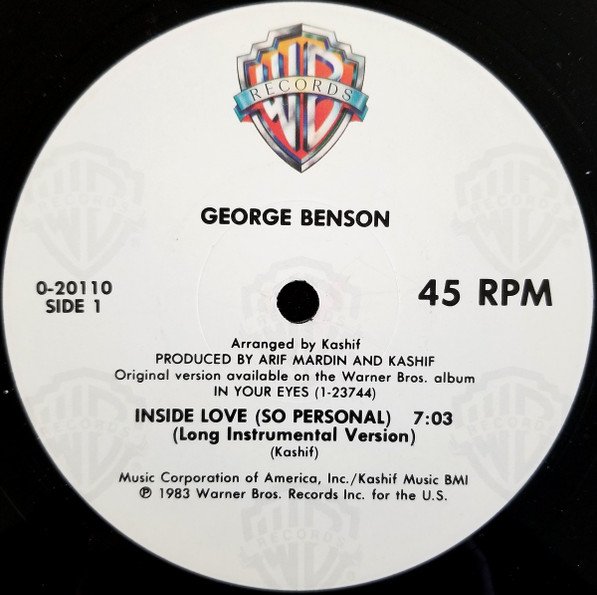 WB
RECORDS
GEORGE BENSON
0-20110
SIDE 1
45 RPM
Arranged by Kashif
PRODUCED BY ARIF MARDIN AND KASHIF
Original version available on the Warner Bros. album
IN YOUR EYES (1-23744)
INSIDE LOVE (SO PERSONAL) 7:03
(Long Instrumental Version)
(Kashif)
Music Corporation of America, Inc./Kashif Music BMI
℗ 1983 Warner Bros. Records Inc. for the U.S.